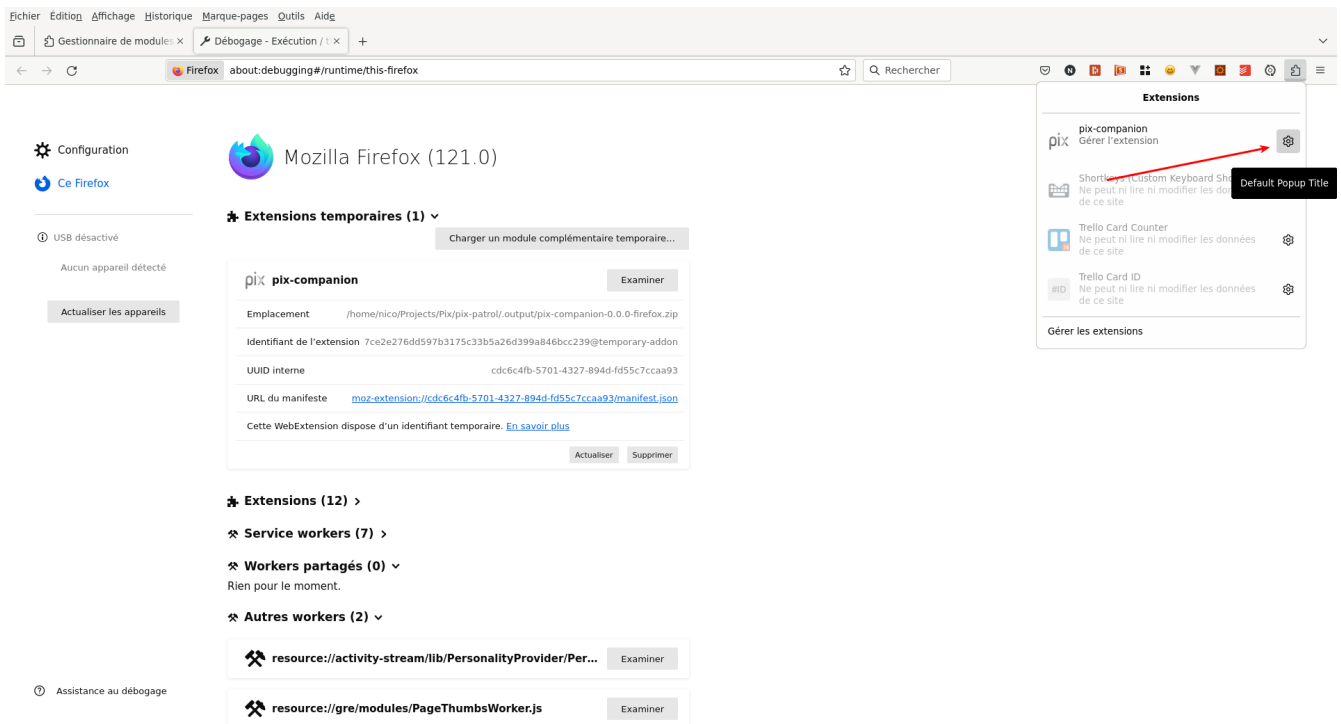 Fichier Édition Affichage Historique Marque-pages Outils Aide
Gestionnaire de modules
Débogage - Exécution / t
Firefox about:debugging#/runtime/this-firefox
Rechercher
Extensions
pix
pix-companion
Gérer l'extension
Shortkeys (Custom Keyboard Sho
Ne peut ni lire ni modifier les don
de ce site
Default Popup Title
Trello Card Counter
Ne peut ni lire ni modifier les données
de ce site
#ID
Trello Card ID
Ne peut ni lire ni modifier les données
de ce site
Gérer les extensions
Configuration
Ce Firefox
USB désactivé
Aucun appareil détecté
Actualiser les appareils
Mozilla Firefox (121.0)
Extensions temporaires (1)
Charger un module complémentaire temporaire...
pix pix-companion Examiner
Emplacement /home/nico/Projects/Pix/pix-patrol/.output/pix-companion-0.0.0-firefox.zip
Identifiant de l'extension 7ce2e276dd597b3175c33b5a26d399a846bcc239@temporary-addon
UUID interne cdc6c4fb-5701-4327-894d-fd55c7ccaa93
URL du manifeste moz-extension://cdc6c4fb-5701-4327-894d-fd55c7ccaa93/manifest.json
Cette WebExtension dispose d'un identifiant temporaire. En savoir plus
Actualiser Supprimer
Extensions (12)
Service workers (7)
Workers partagés (0)
Rien pour le moment.
Autres workers (2)
resource://activity-stream/lib/PersonalityProvider/Per... Examiner
resource://gre/modules/PageThumbsWorker.js Examiner
Assistance au débogage